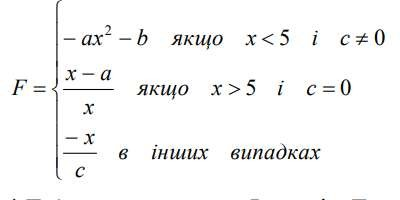 F = { −ax² − b якщо x < 5 і c ≠ 0
(x − a)/x якщо x > 5 і c = 0
(−x)/c в інших випадках